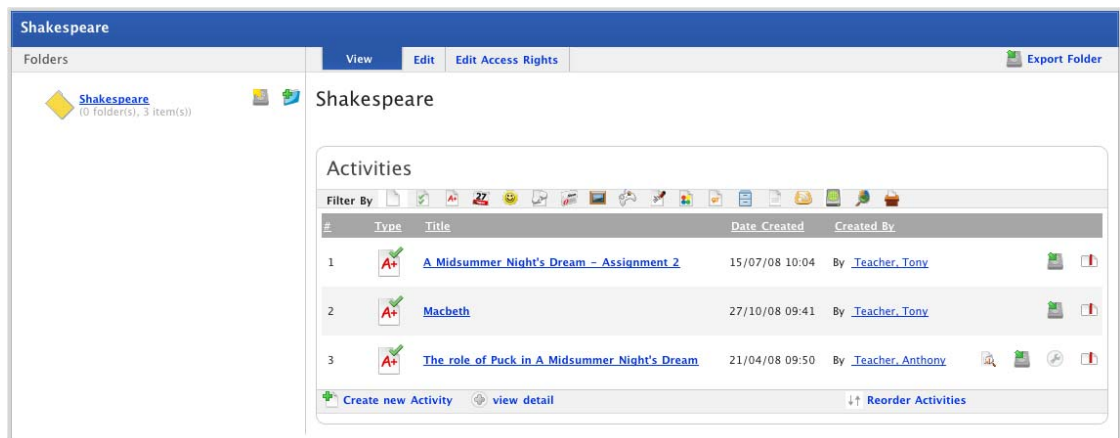 Shakespeare
Folders
View Edit Edit Access Rights Export Folder
Shakespeare
(0 folder(s), 3 item(s))
Shakespeare
Activities
Filter By
# Type Title Date Created Created By
1 A+ A Midsummer Night's Dream - Assignment 2 15/07/08 10:04 By Teacher, Tony
2 A+ Macbeth 27/10/08 09:41 By Teacher, Tony
3 A+ The role of Puck in A Midsummer Night's Dream 21/04/08 09:50 By Teacher, Anthony
Create new Activity view detail Reorder Activities